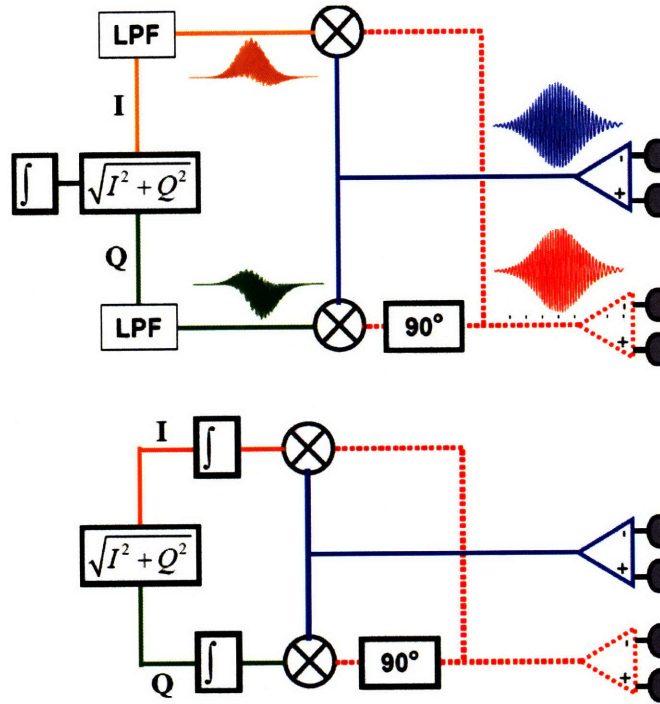 LPF
I
∫
√I² + Q²
Q
LPF
90°
-
+
-
+
I
∫
√I² + Q²
∫
Q
90°
-
+
-
+